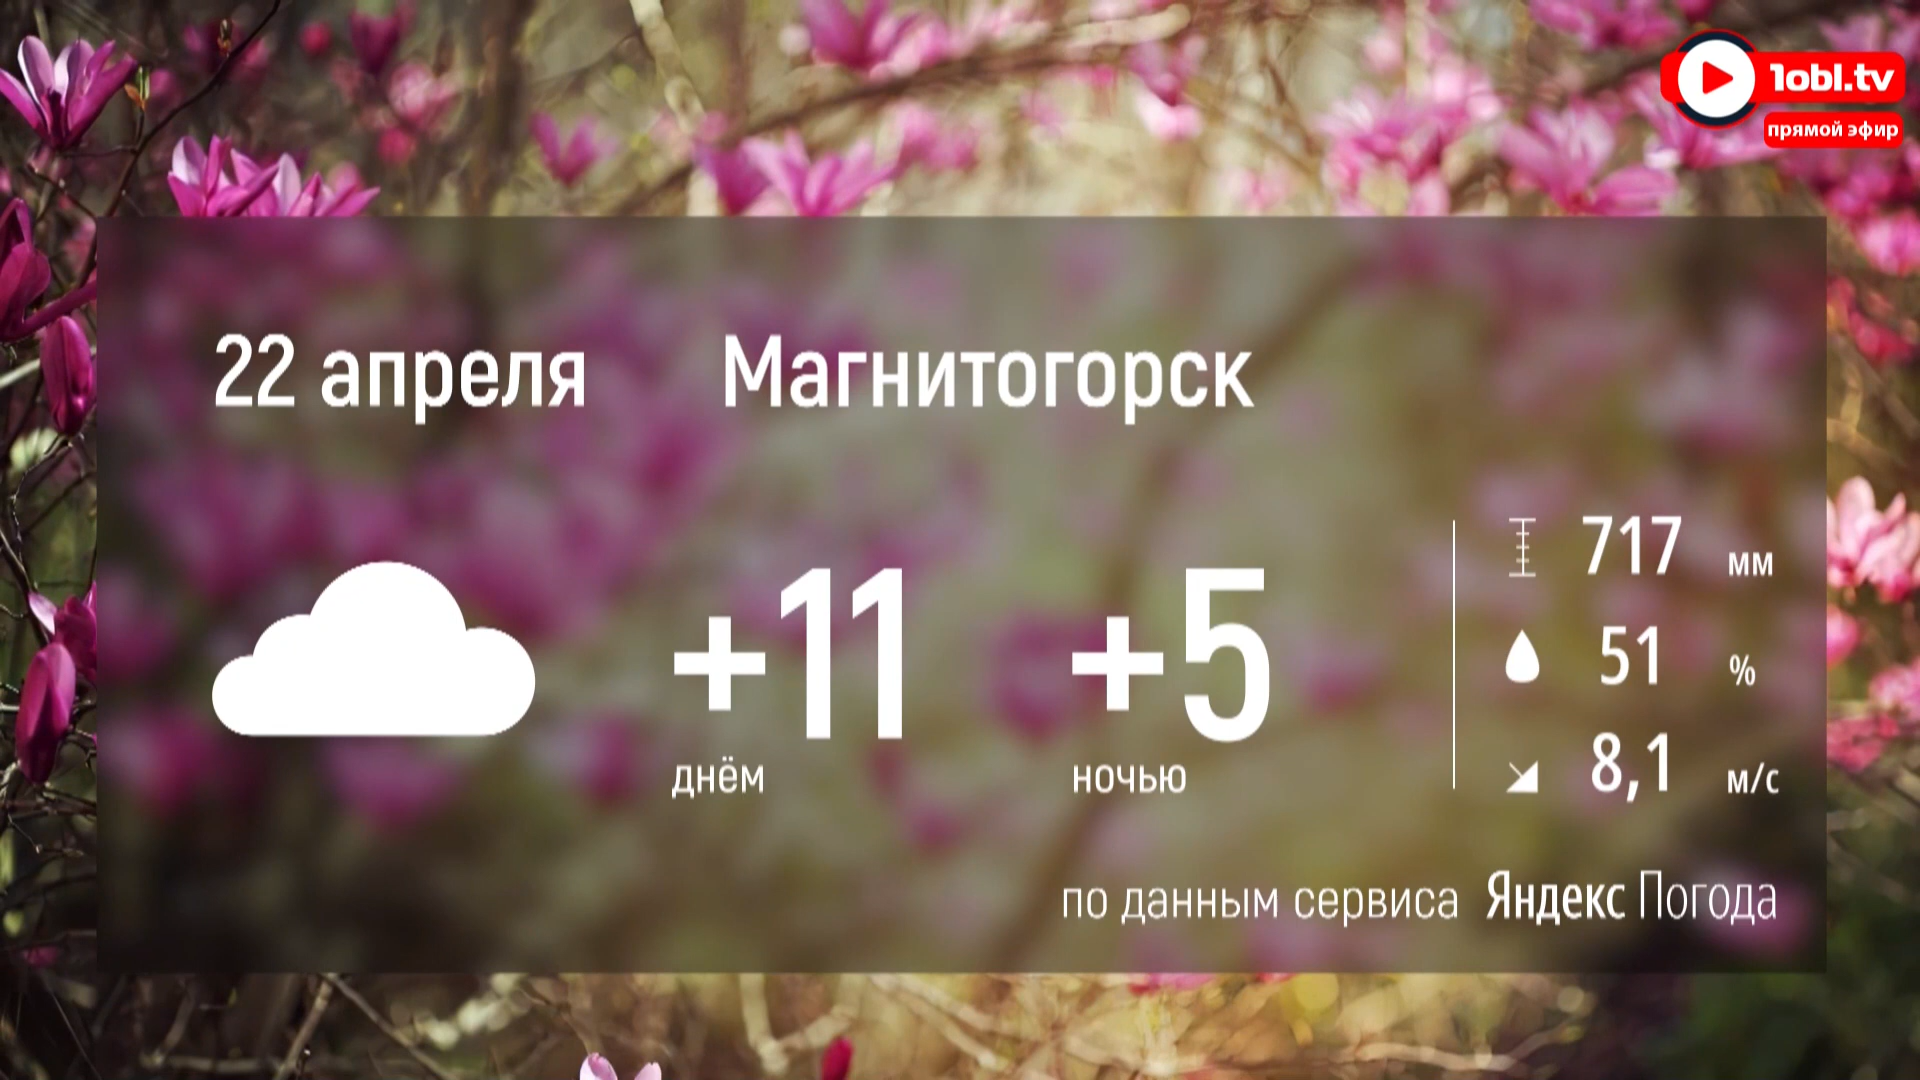 1obl.tv
прямой эфир
22 апреля Магнитогорск
717 мм
51 %
+11 +5
8,1 м/с
днём ночью
по данным сервиса Яндекс Погода